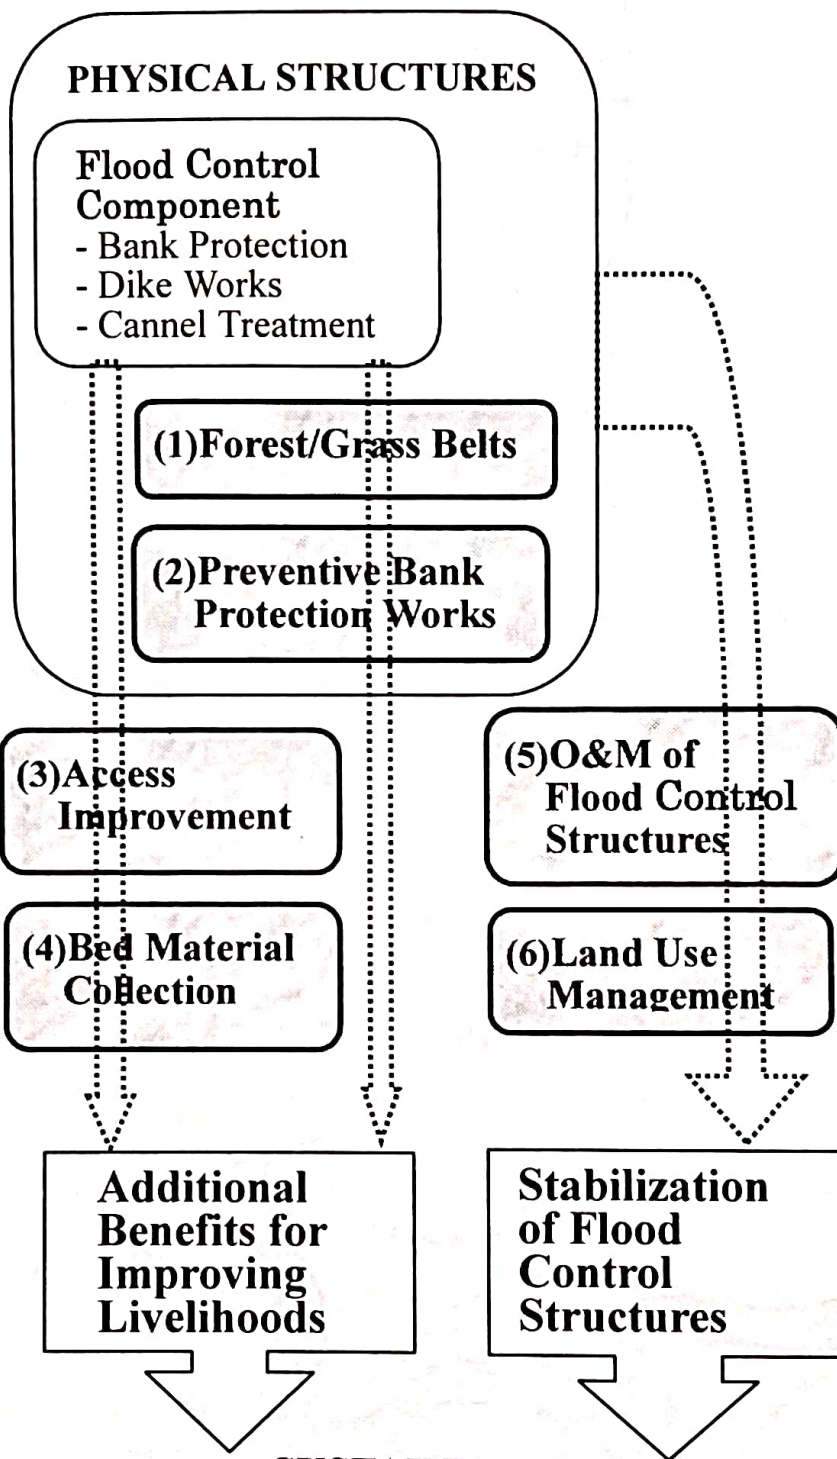 PHYSICAL STRUCTURES
Flood Control
Component
- Bank Protection
- Dike Works
- Cannel Treatment
(1)Forest/Grass Belts
(2)Preventive Bank
Protection Works
(3)Access
Improvement
(4)Bed Material
Collection
(5)O&M of
Flood Control
Structures
(6)Land Use
Management
Additional
Benefits for
Improving
Livelihoods
Stabilization
of Flood
Control
Structures